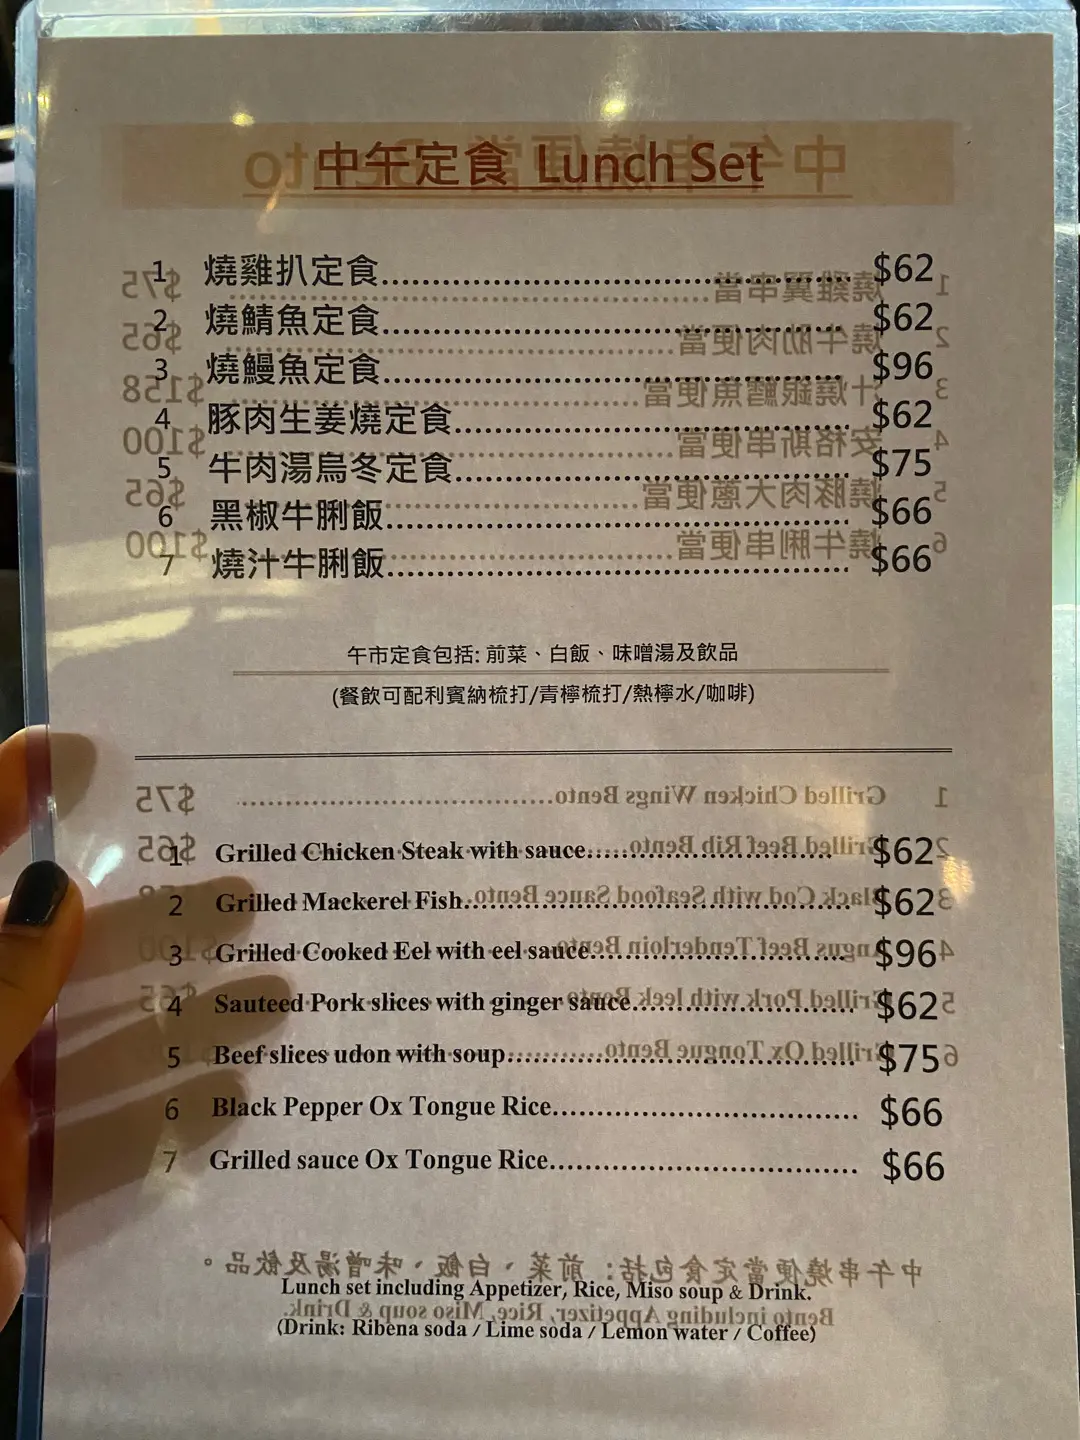 中午定食 Lunch Set
1 燒雞扒定食 $62
2 燒鯖魚定食 $62
3 燒鰻魚定食 $96
4 豚肉生姜燒定食 $62
5 牛肉湯烏冬定食 $75
6 黑椒牛脷飯 $66
7 燒汁牛脷飯 $66
午市定食包括: 前菜、白飯、味噌湯及飲品
(餐飲可配利賓納梳打/青檸梳打/熱檸水/咖啡)
1 Grilled Chicken Steak with sauce $62
2 Grilled Mackerel Fish $62
3 Grilled Cooked Eel with eel sauce $96
4 Sauteed Pork slices with ginger sauce $62
5 Beef slices udon with soup $75
6 Black Pepper Ox Tongue Rice $66
7 Grilled sauce Ox Tongue Rice $66
Lunch set including Appetizer, Rice, Miso soup & Drink.
(Drink: Ribena soda / Lime soda / Lemon water / Coffee)